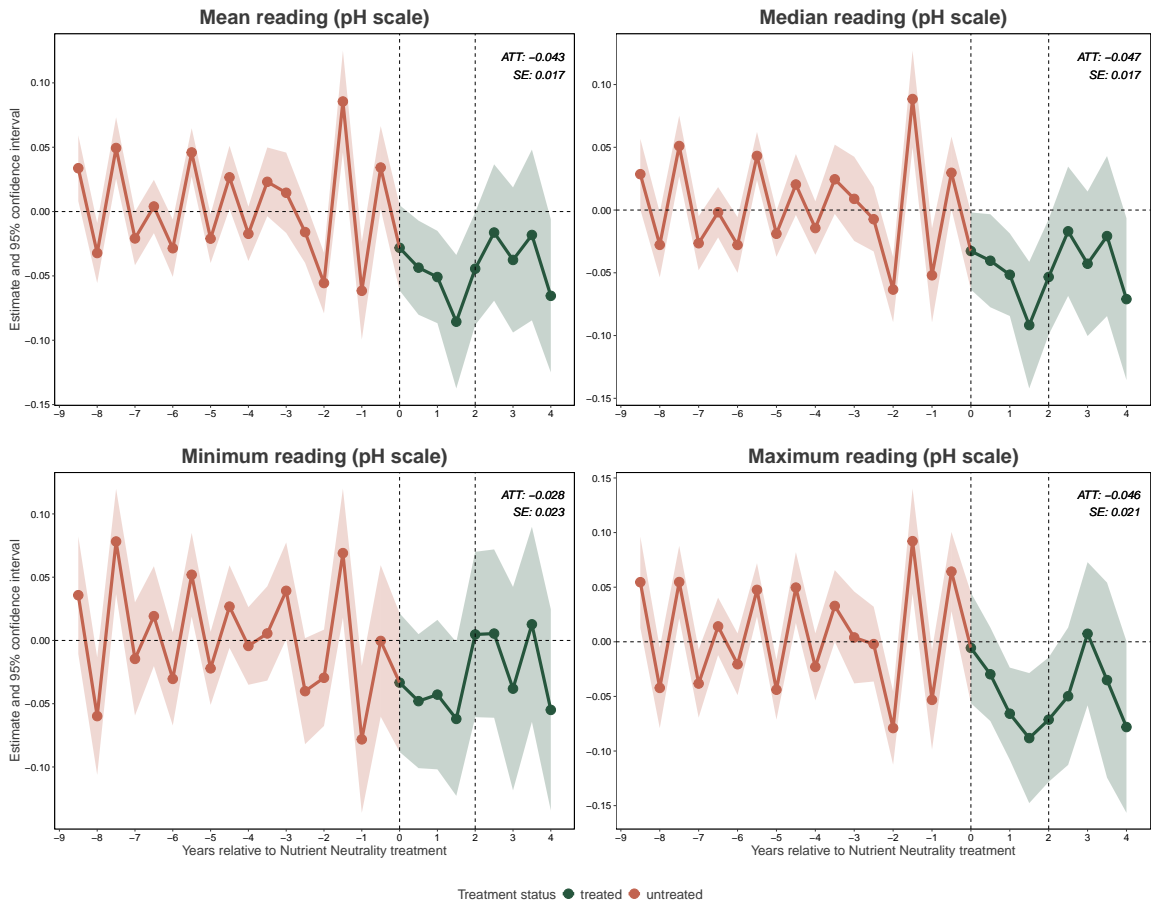 Mean reading (pH scale)
ATT: −0.043
SE: 0.017
Estimate and 95% confidence interval
0.10
0.05
0.00
−0.05
−0.10
−0.15
−9 −8 −7 −6 −5 −4 −3 −2 −1 0 1 2 3 4
Median reading (pH scale)
ATT: −0.047
SE: 0.017
0.10
0.05
0.00
−0.05
−0.10
−0.15
−9 −8 −7 −6 −5 −4 −3 −2 −1 0 1 2 3 4
Minimum reading (pH scale)
ATT: −0.028
SE: 0.023
Estimate and 95% confidence interval
0.10
0.05
0.00
−0.05
−0.10
−9 −8 −7 −6 −5 −4 −3 −2 −1 0 1 2 3 4
Years relative to Nutrient Neutrality treatment
Maximum reading (pH scale)
ATT: −0.046
SE: 0.021
0.15
0.10
0.05
0.00
−0.05
−0.10
−0.15
−9 −8 −7 −6 −5 −4 −3 −2 −1 0 1 2 3 4
Years relative to Nutrient Neutrality treatment
Treatment status treated untreated